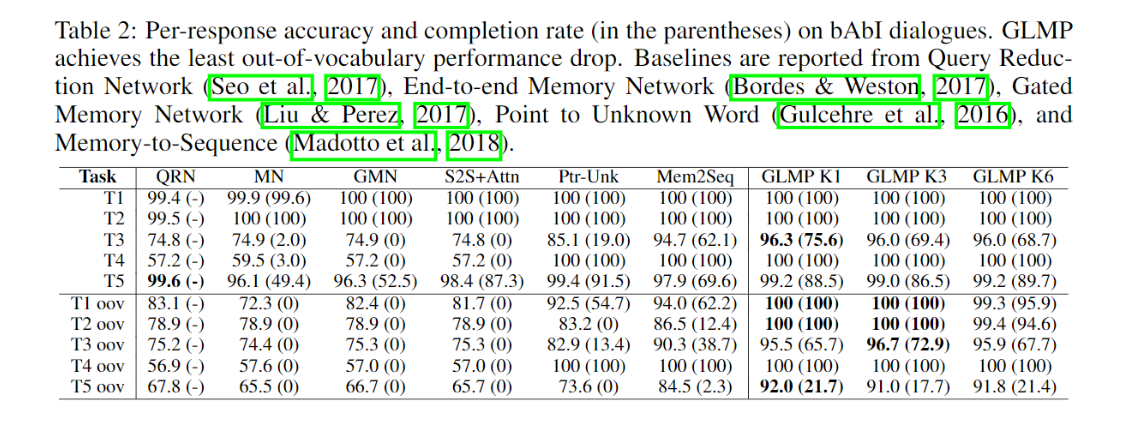 Table 2: Per-response accuracy and completion rate (in the parentheses) on bAbI dialogues. GLMP
achieves the least out-of-vocabulary performance drop. Baselines are reported from Query Reduc-
tion Network (Seo et al., 2017), End-to-end Memory Network (Bordes & Weston, 2017), Gated
Memory Network (Liu & Perez, 2017), Point to Unknown Word (Gulcehre et al., 2016), and
Memory-to-Sequence (Madotto et al., 2018).
Task QRN MN GMN S2S+Attn Ptr-Unk Mem2Seq GLMP K1 GLMP K3 GLMP K6
T1 99.4 (-) 99.9 (99.6) 100 (100) 100 (100) 100 (100) 100 (100) 100 (100) 100 (100) 100 (100)
T2 99.5 (-) 100 (100) 100 (100) 100 (100) 100 (100) 100 (100) 100 (100) 100 (100) 100 (100)
T3 74.8 (-) 74.9 (2.0) 74.9 (0) 74.8 (0) 85.1 (19.0) 94.7 (62.1) 96.3 (75.6) 96.0 (69.4) 96.0 (68.7)
T4 57.2 (-) 59.5 (3.0) 57.2 (0) 57.2 (0) 100 (100) 100 (100) 100 (100) 100 (100) 100 (100)
T5 99.6 (-) 96.1 (49.4) 96.3 (52.5) 98.4 (87.3) 99.4 (91.5) 97.9 (69.6) 99.2 (88.5) 99.0 (86.5) 99.2 (89.7)
T1 oov 83.1 (-) 72.3 (0) 82.4 (0) 81.7 (0) 92.5 (54.7) 94.0 (62.2) 100 (100) 100 (100) 99.3 (95.9)
T2 oov 78.9 (-) 78.9 (0) 78.9 (0) 78.9 (0) 83.2 (0) 86.5 (12.4) 100 (100) 100 (100) 99.4 (94.6)
T3 oov 75.2 (-) 74.4 (0) 75.3 (0) 75.3 (0) 82.9 (13.4) 90.3 (38.7) 95.5 (65.7) 96.7 (72.9) 95.9 (67.7)
T4 oov 56.9 (-) 57.6 (0) 57.0 (0) 57.0 (0) 100 (100) 100 (100) 100 (100) 100 (100) 100 (100)
T5 oov 67.8 (-) 65.5 (0) 66.7 (0) 65.7 (0) 73.6 (0) 84.5 (2.3) 92.0 (21.7) 91.0 (17.7) 91.8 (21.4)